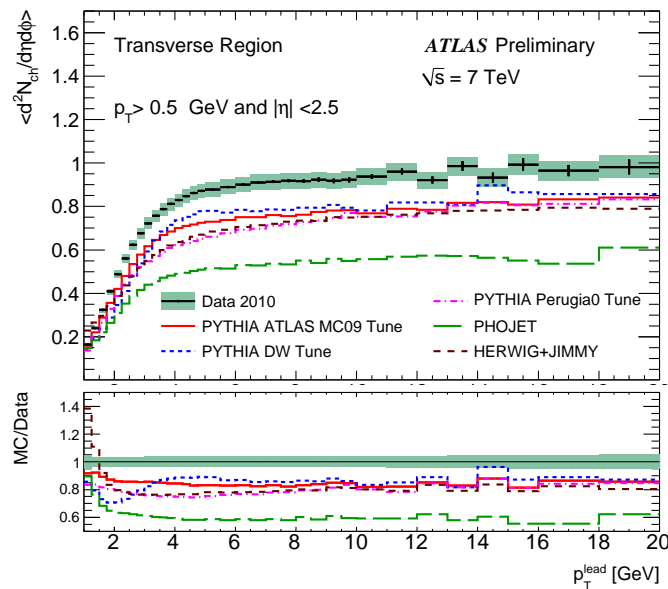 <d²N_ch/dηdϕ>
1.6
1.4
1.2
1
0.8
0.6
0.4
0.2
Transverse Region
ATLAS Preliminary
√s = 7 TeV
p_T> 0.5 GeV and |η| <2.5
Data 2010
PYTHIA ATLAS MC09 Tune
PYTHIA DW Tune
PYTHIA Perugia0 Tune
PHOJET
HERWIG+JIMMY
MC/Data
1.4
1.2
1
0.8
0.6
2 4 6 8 10 12 14 16 18 20
p_T^lead [GeV]